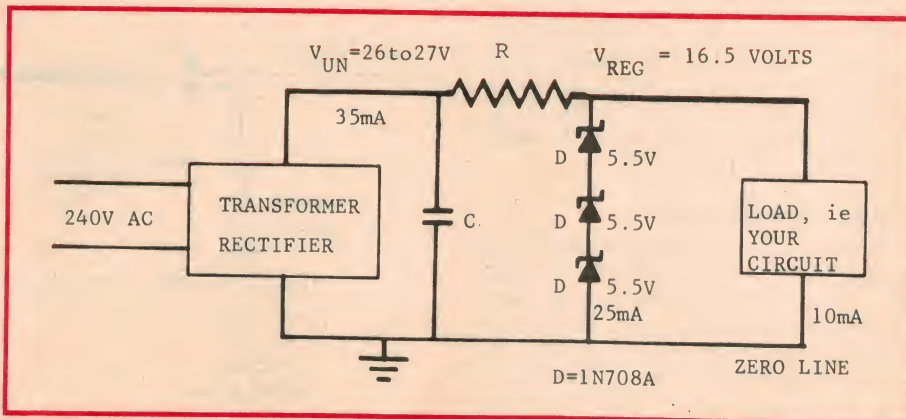 V_UN=26to27V
R
V_REG = 16.5 VOLTS
35mA
D 5.5V
240V AC
TRANSFORMER
RECTIFIER
C
D 5.5V
LOAD, ie
YOUR
CIRCUIT
D 5.5V
25mA
10mA
D=1N708A
ZERO LINE